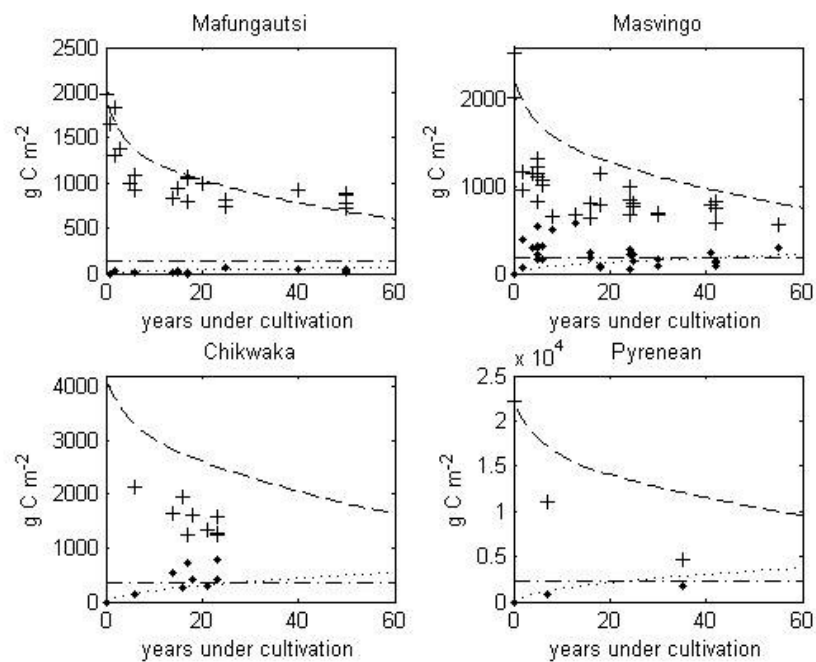 Mafungautsi
2500
2000
1500
1000
500
0
g C m-2
0 20 40 60
years under cultivation
Masvingo
2000
1000
0
g C m-2
0 20 40 60
years under cultivation
Chikwaka
4000
3000
2000
1000
0
g C m-2
0 20 40 60
years under cultivation
Pyrenean
x 10^4
2.5
2
1.5
1
0.5
0
g C m-2
0 20 40 60
years under cultivation